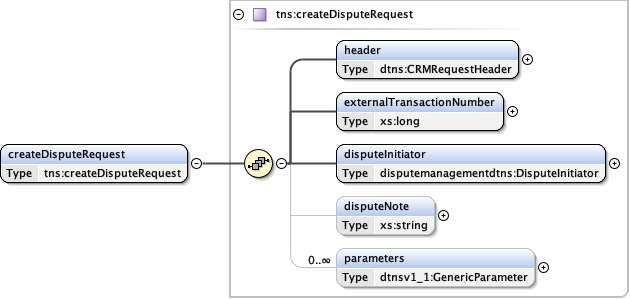 tns:createDisputeRequest
header
Type dtns:CRMRequestHeader
externalTransactionNumber
Type xs:long
createDisputeRequest
Type tns:createDisputeRequest
disputeInitiator
Type disputemanagementdtns:DisputeInitiator
disputeNote
Type xs:string
0..∞
parameters
Type dtnsv1_1:GenericParameter